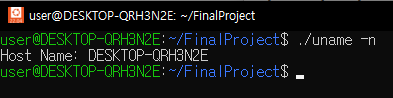 user@DESKTOP-QRH3N2E: ~/FinalProject
user@DESKTOP-QRH3N2E:~/FinalProject$ ./uname -n
Host Name: DESKTOP-QRH3N2E
user@DESKTOP-QRH3N2E:~/FinalProject$